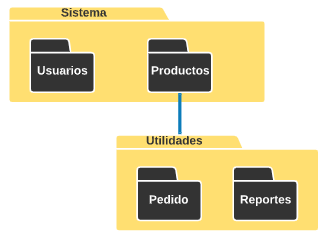 Sistema
Usuarios
Productos
Utilidades
Pedido
Reportes